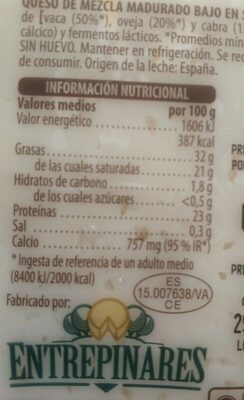 QUESO DE MEZCLA MADURADO BAJO EN
de [vaca (50%*), oveja (20%*) y cabra
cálcico) y fermentos lácticos. *Promedios
SIN HUEVO. Mantener en refrigeración. Se
de consumir. Origen de la leche: España.
INFORMACIÓN NUTRICIONAL
Valores medios por 100 g
Valor energético 1606 kJ
387 kcal
Grasas 32 g
de las cuales saturadas 21 g
Hidratos de carbono 1,8 g
de los cuales azúcares <0,5 g
Proteínas 23 g
Sal 0,3 g
Calcio 757 mg (95 % IR*)
*Ingesta de referencia de un adulto medio
(8400 kJ/2000 kcal)
Fabricado por:
ES
15.007638/VA
CE
ENTREPINARES